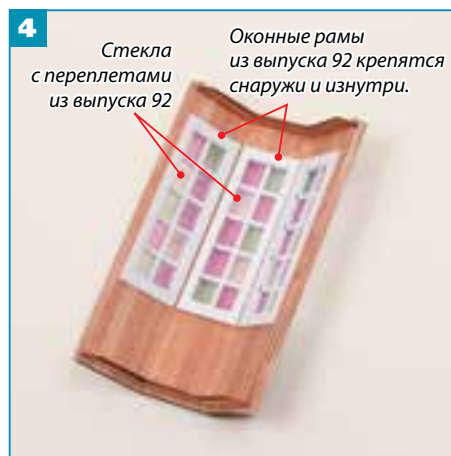 4
Стекла
с переплетами
из выпуска 92
Оконные рамы
из выпуска 92 крепятся
снаружи и изнутри.